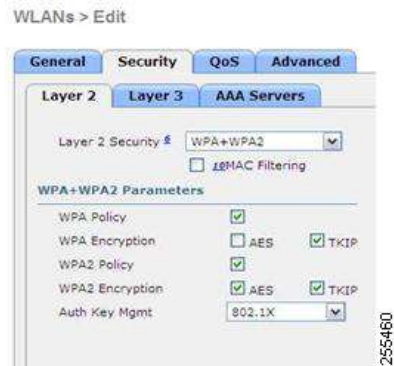 WLANs > Edit
General Security QoS Advanced
Layer 2 Layer 3 AAA Servers
Layer 2 Security 6 WPA+WPA2
10MAC Filtering
WPA+WPA2 Parameters
WPA Policy
WPA Encryption AES TKIP
WPA2 Policy
WPA2 Encryption AES TKIP
Auth Key Mgmt 802.1X
255460